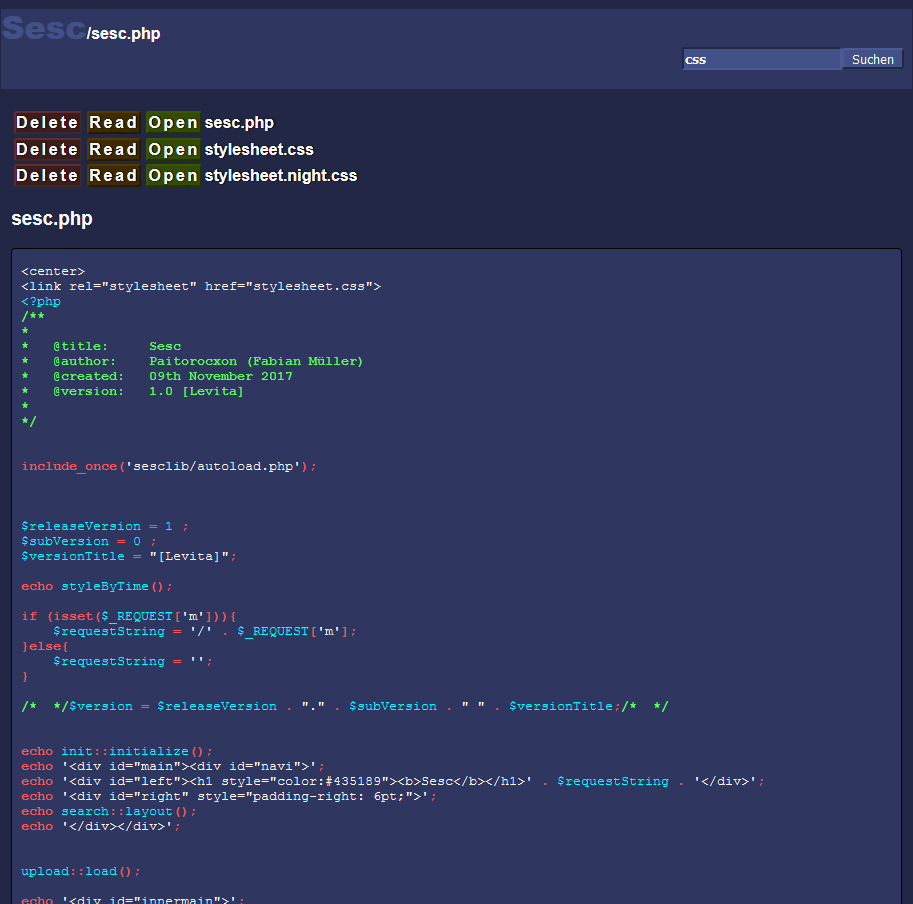 Sesc/sesc.php
css Suchen
Delete Read Open sesc.php
Delete Read Open stylesheet.css
Delete Read Open stylesheet.night.css
sesc.php
<center>
<link rel="stylesheet" href="stylesheet.css">
<?php
/**
*
*   @title:     Sesc
*   @author:    Paitorocxon (Fabian Müller)
*   @created:   09th November 2017
*   @version:   1.0 [Levita]
*
*/
include_once('sesclib/autoload.php');
$releaseVersion = 1 ;
$subVersion = 0 ;
$versionTitle = "[Levita]";
echo styleByTime();
if (isset($_REQUEST['m'])){
    $requestString = '/' . $_REQUEST['m'];
}else{
    $requestString = '';
}
/*  */$version = $releaseVersion . "." . $subVersion . " " . $versionTitle;/*  */
echo init::initialize();
echo '<div id="main"><div id="navi">';
echo '<div id="left"><h1 style="color:#435189"><b>Sesc</b></h1>' . $requestString . '</div>';
echo '<div id="right" style="padding-right: 6pt;">';
echo search::layout();
echo '</div></div>';
upload::load();
echo '<div id="innermain">';